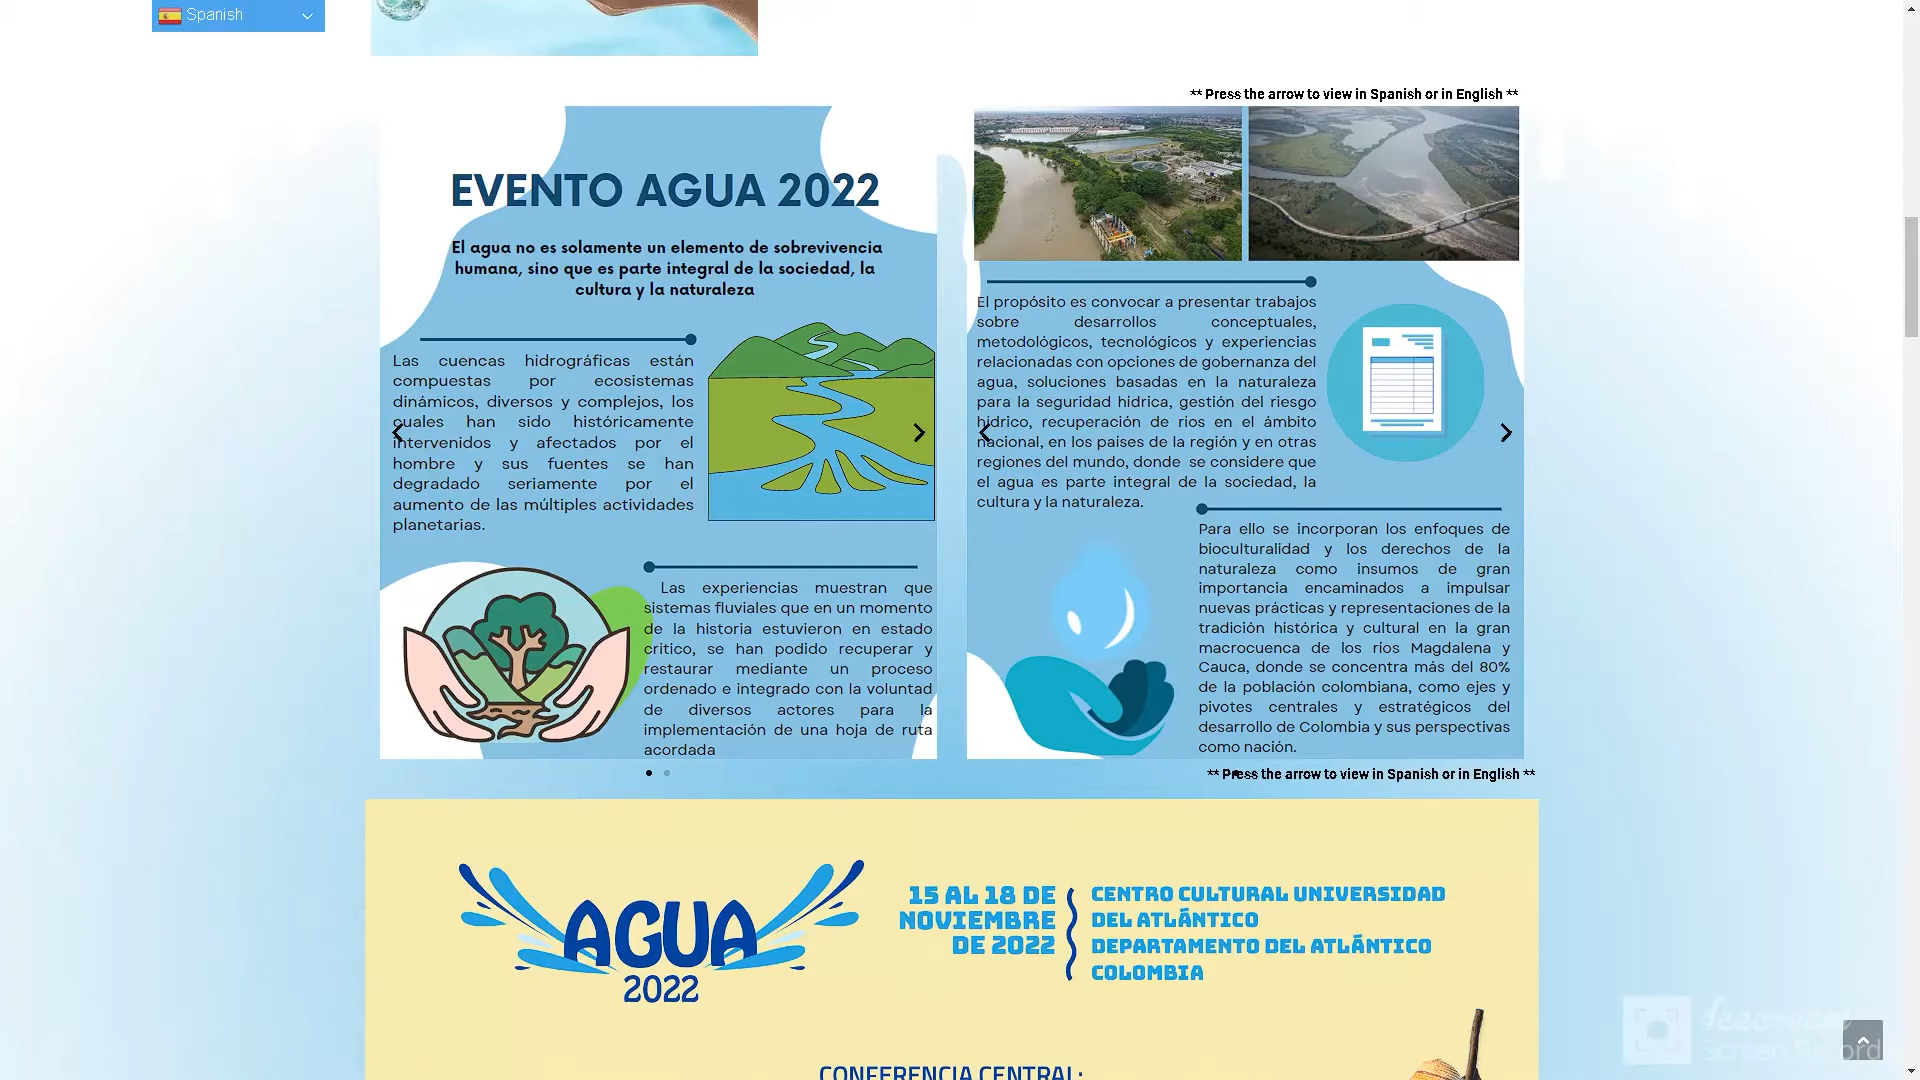 Spanish
** Press the arrow to view in Spanish or in English **
EVENTO AGUA 2022
El agua no es solamente un elemento de sobrevivencia
humana, sino que es parte integral de la sociedad, la
cultura y la naturaleza
Las cuencas hidrográficas están
compuestas por ecosistemas
dinámicos, diversos y complejos, los
cuales han sido históricamente
intervenidos y afectados por el
hombre y sus fuentes se han
degradado seriamente por el
aumento de las múltiples actividades
planetarias.
Las experiencias muestran que
sistemas fluviales que en un momento
de la historia estuvieron en estado
crítico, se han podido recuperar y
restaurar mediante un proceso
ordenado e integrado con la voluntad
de diversos actores para la
implementación de una hoja de ruta
acordada
El propósito es convocar a presentar trabajos
sobre desarrollos conceptuales,
metodológicos, tecnológicos y experiencias
relacionadas con opciones de gobernanza del
agua, soluciones basadas en la naturaleza
para la seguridad hídrica, gestión del riesgo
hídrico, recuperación de ríos en el ámbito
nacional, en los países de la región y en otras
regiones del mundo, donde se considere que
el agua es parte integral de la sociedad, la
cultura y la naturaleza.
Para ello se incorporan los enfoques de
bioculturalidad y los derechos de la
naturaleza como insumos de gran
importancia encaminados a impulsar
nuevas prácticas y representaciones de la
tradición histórica y cultural en la gran
macrocuenca de los ríos Magdalena y
Cauca, donde se concentra más del 80%
de la población colombiana, como ejes y
pivotes centrales y estratégicos del
desarrollo de Colombia y sus perspectivas
como nación.
** Press the arrow to view in Spanish or in English **
AGUA
2022
15 AL 18 DE
NOVIEMBRE
DE 2022
CENTRO CULTURAL UNIVERSIDAD
DEL ATLÁNTICO
DEPARTAMENTO DEL ATLÁNTICO
COLOMBIA
CONFERENCIA CENTRAL:
Screen